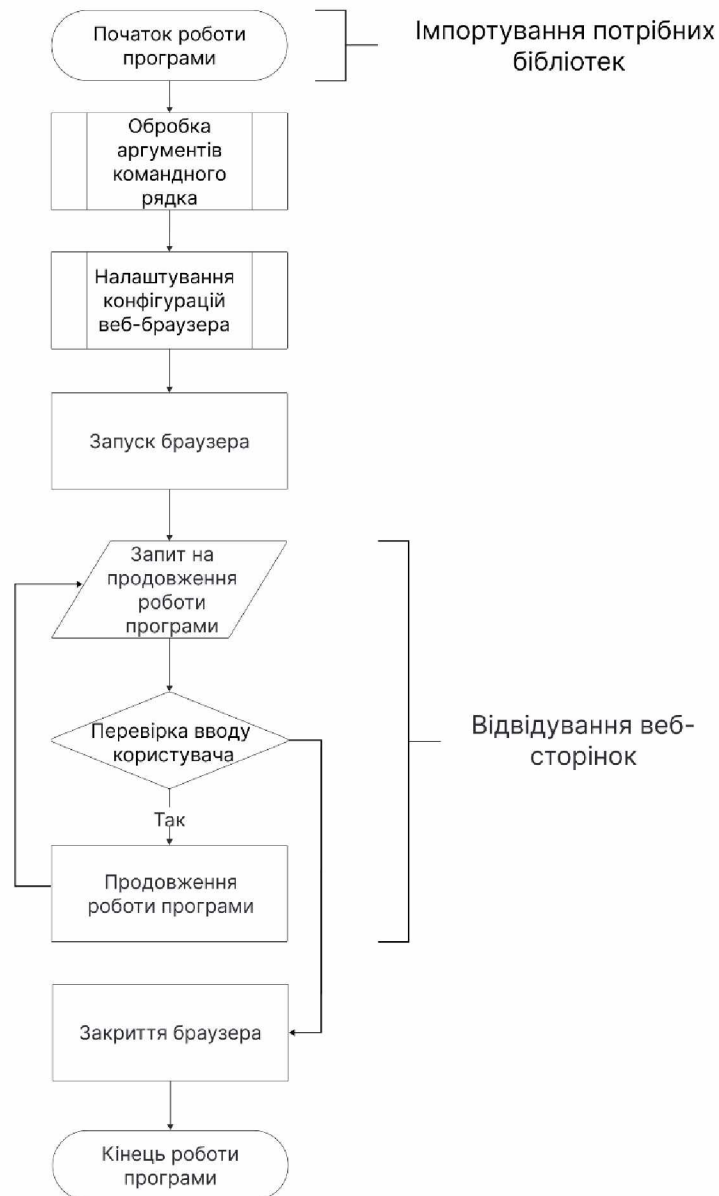 Початок роботи
програми
Імпортування потрібних
бібліотек
Обробка
аргументів
командного
рядка
Налаштування
конфігурацій
веб-браузера
Запуск браузера
Запит на
продовження
роботи
програми
Перевірка вводу
користувача
Відвідування веб-
сторінок
Так
Продовження
роботи програми
Закриття браузера
Кінець роботи
програми